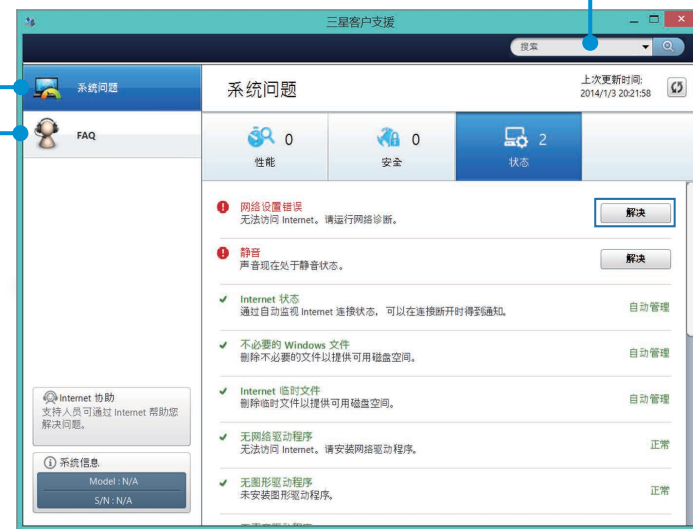 三星客户支援
搜索
系统问题
FAQ
系统问题
上次更新时间:
2014/1/3 20:21:58
0
性能
0
安全
2
状态
网络设置错误
无法访问 Internet。请运行网络诊断。
解决
静音
声音现在处于静音状态。
解决
Internet 状态
通过自动监视 Internet 连接状态，可以在连接断开时得到通知。
自动管理
不必要的 Windows 文件
删除不必要的文件以提供可用磁盘空间。
自动管理
Internet 临时文件
删除临时文件以提供可用磁盘空间。
自动管理
无网络驱动程序
无法访问 Internet。请安装网络驱动程序。
正常
无图形驱动程序
未安装图形驱动程序。
正常
Internet 协助
支持人员可通过 Internet 帮助您
解决问题。
系统信息
Model : N/A
S/N : N/A